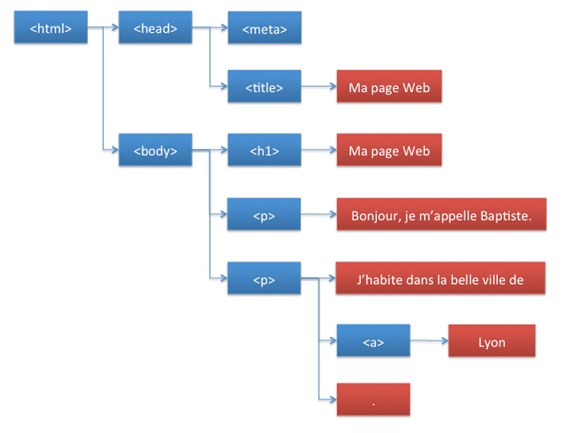 <html>
<head>
<meta>
<title>
Ma page Web
<body>
<h1>
Ma page Web
<p>
Bonjour, je m’appelle Baptiste.
<p>
J’habite dans la belle ville de
<a>
Lyon
.